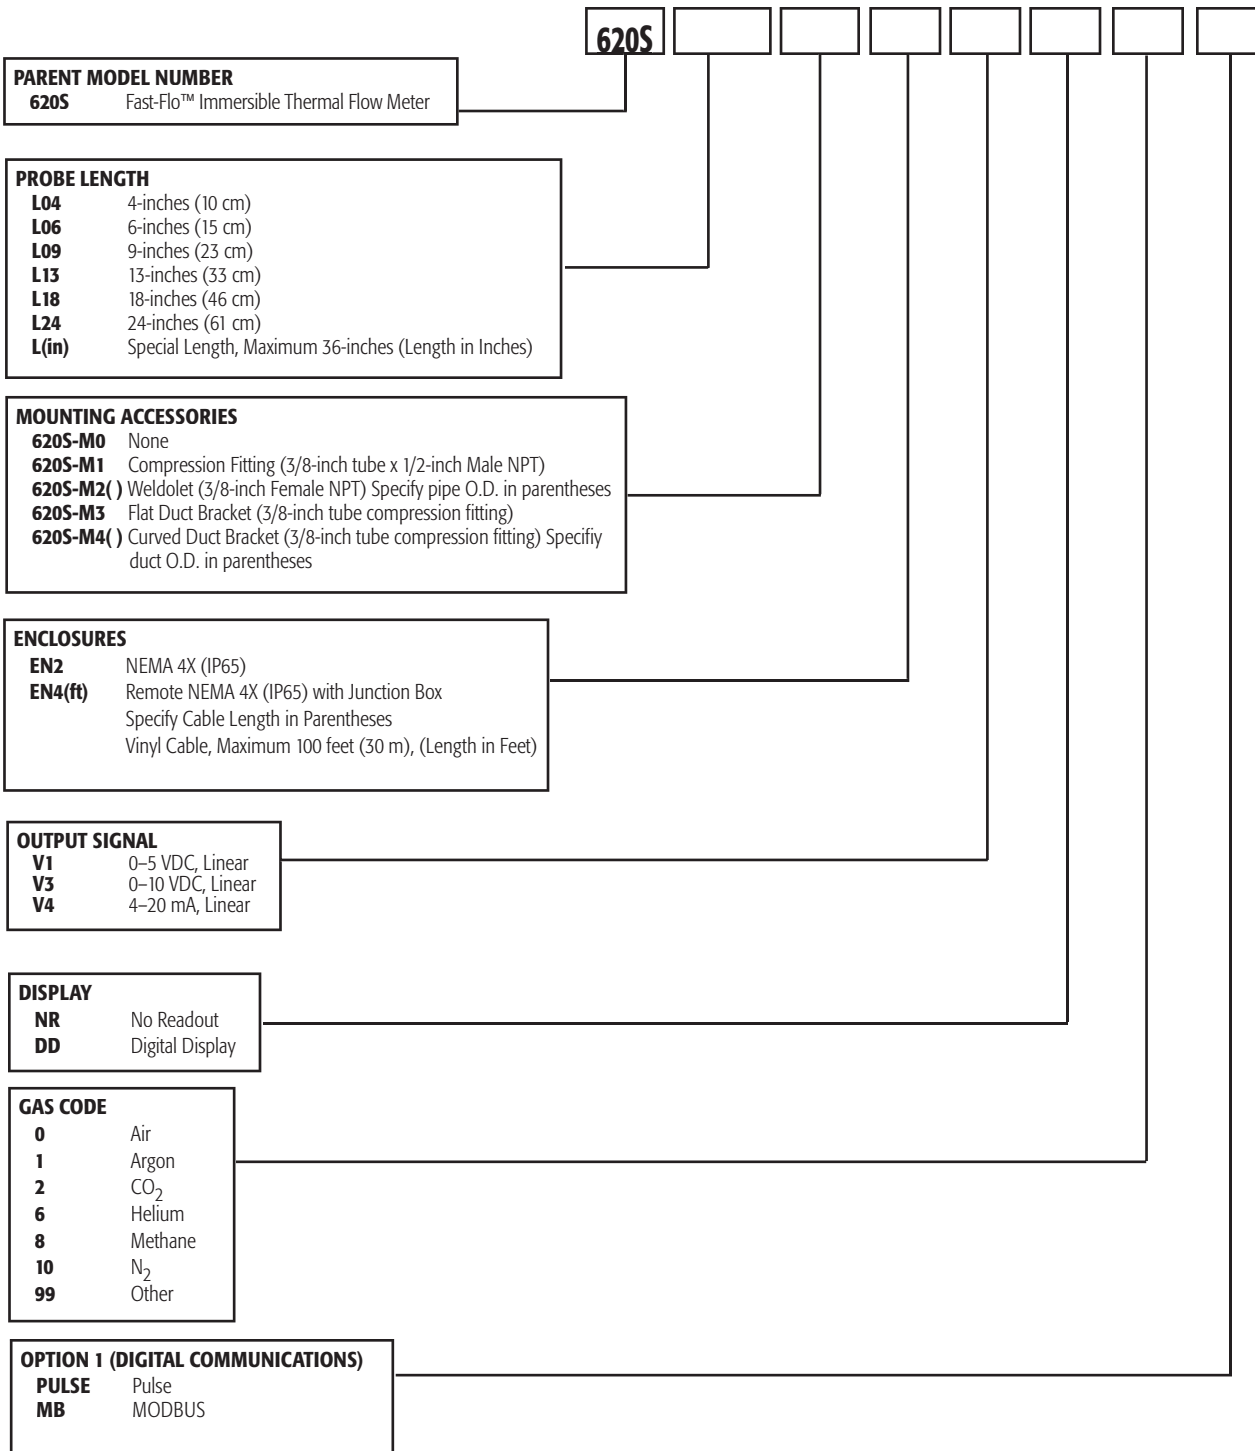 620S
PARENT MODEL NUMBER
620S Fast-Flo™ Immersible Thermal Flow Meter
PROBE LENGTH
L04 4-inches (10 cm)
L06 6-inches (15 cm)
L09 9-inches (23 cm)
L13 13-inches (33 cm)
L18 18-inches (46 cm)
L24 24-inches (61 cm)
L(in) Special Length, Maximum 36-inches (Length in Inches)
MOUNTING ACCESSORIES
620S-M0 None
620S-M1 Compression Fitting (3/8-inch tube x 1/2-inch Male NPT)
620S-M2( ) Weldolet (3/8-inch Female NPT) Specify pipe O.D. in parentheses
620S-M3 Flat Duct Bracket (3/8-inch tube compression fitting)
620S-M4( ) Curved Duct Bracket (3/8-inch tube compression fitting) Specifiy
duct O.D. in parentheses
ENCLOSURES
EN2 NEMA 4X (IP65)
EN4(ft) Remote NEMA 4X (IP65) with Junction Box
Specify Cable Length in Parentheses
Vinyl Cable, Maximum 100 feet (30 m), (Length in Feet)
OUTPUT SIGNAL
V1 0–5 VDC, Linear
V3 0–10 VDC, Linear
V4 4–20 mA, Linear
DISPLAY
NR No Readout
DD Digital Display
GAS CODE
0 Air
1 Argon
2 CO₂
6 Helium
8 Methane
10 N₂
99 Other
OPTION 1 (DIGITAL COMMUNICATIONS)
PULSE Pulse
MB MODBUS